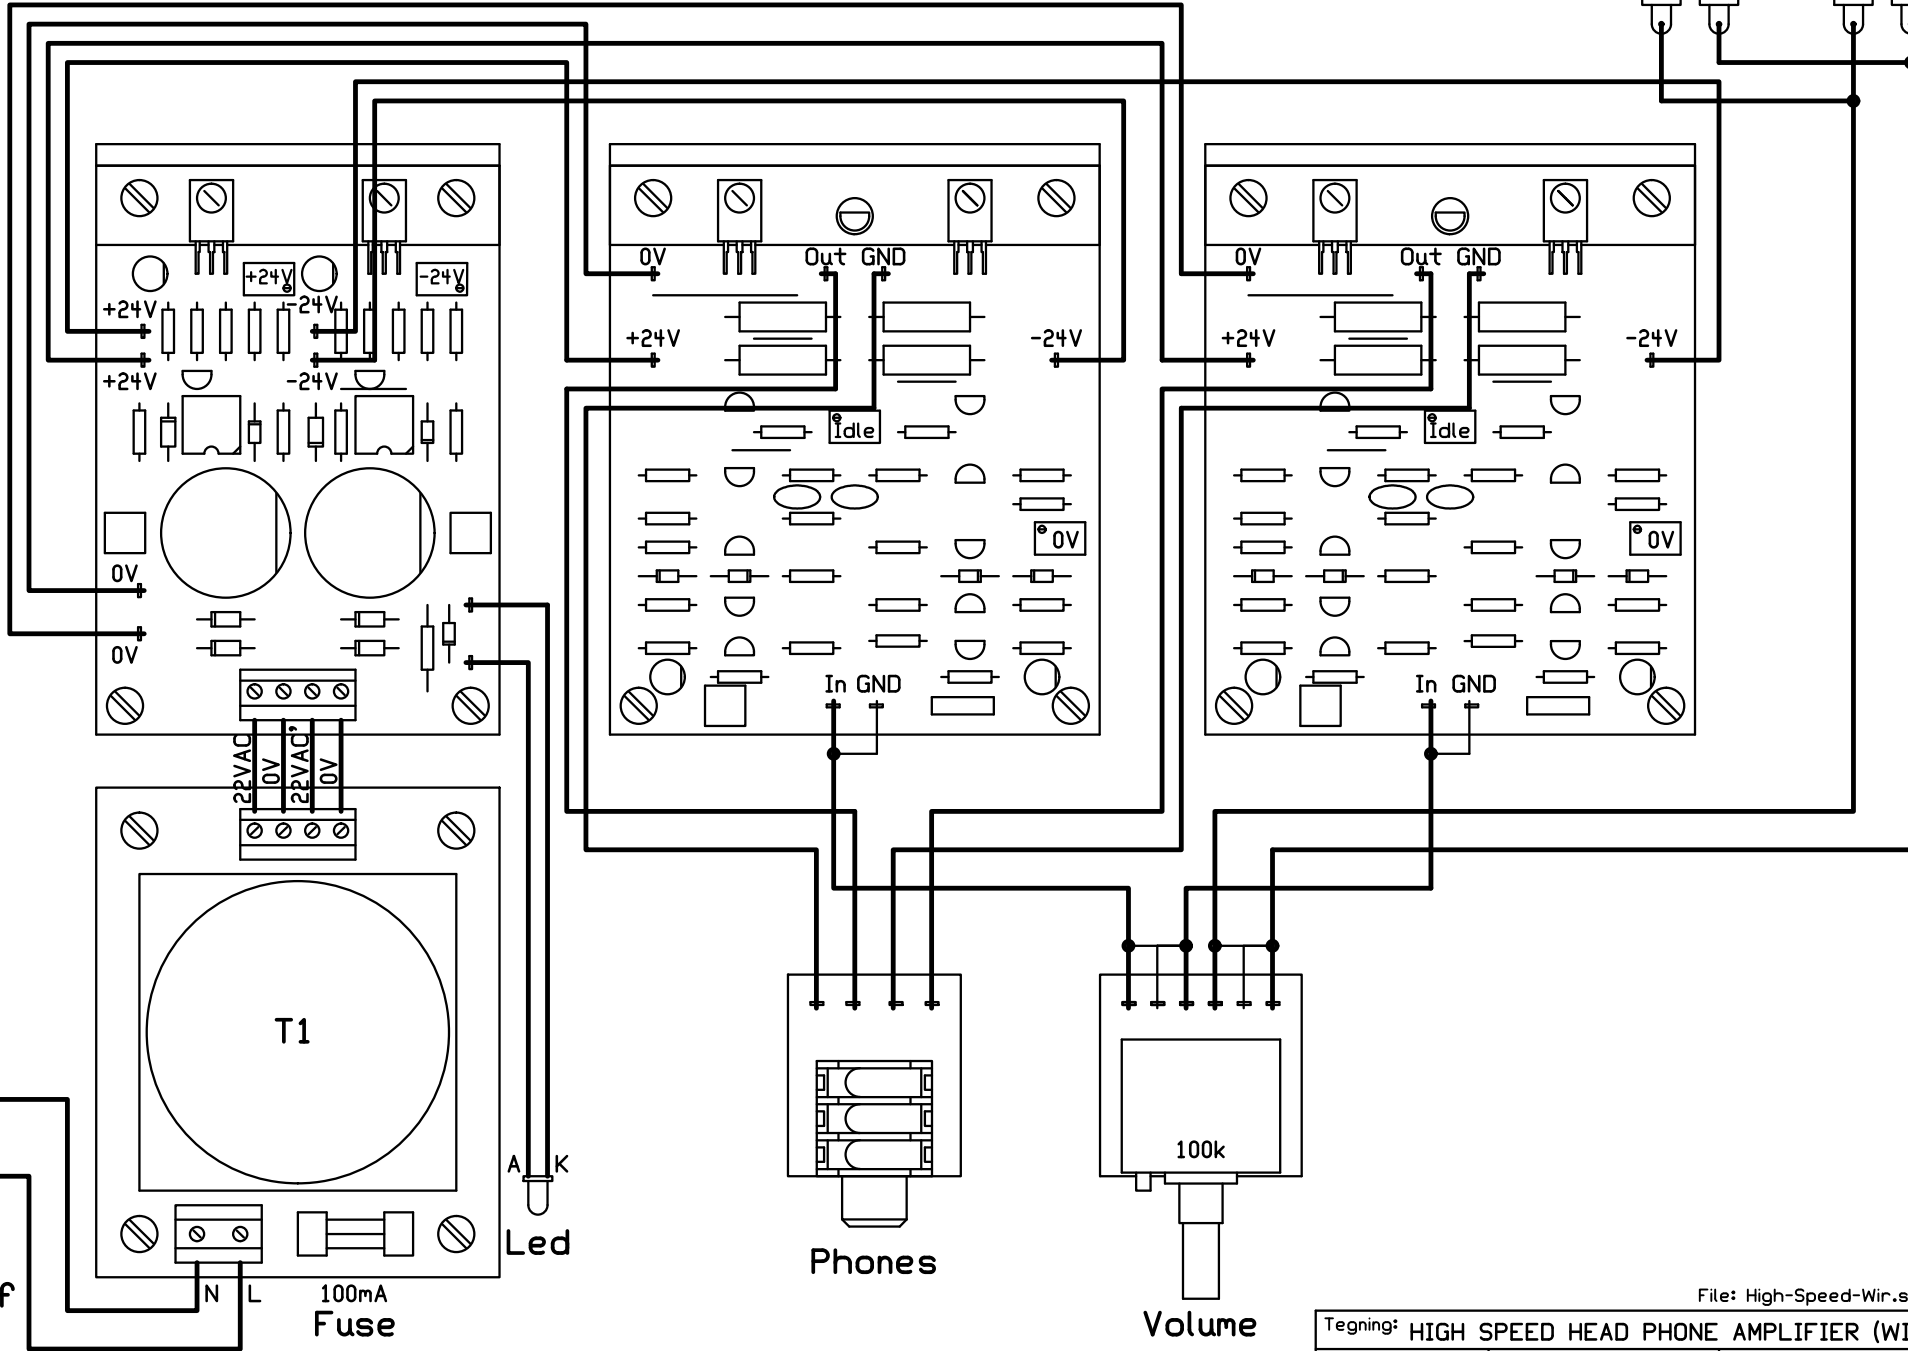 0V
Out GND
0V
Out GND
+24V
-24V
+24V
-24V
+24V
-24V
+24V
-24V
+24V
-24V
Idle
Idle
0V
0V
0V
0V
In GND
In GND
22VAC
0V
22VAC'
0V
T1
A K
100k
Led
Phones
N L
100mA
Fuse
Volume
f
File: High-Speed-Wir.s
Tegning: HIGH SPEED HEAD PHONE AMPLIFIER (WI